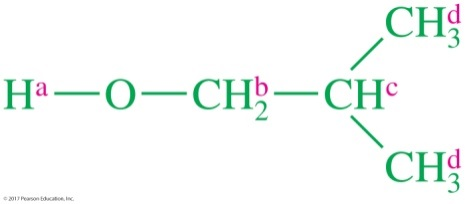 CH₃ᵈ
Hᵃ—O—CH₂ᵇ—CHᶜ
CH₃ᵈ
© 2017 Pearson Education, Inc.